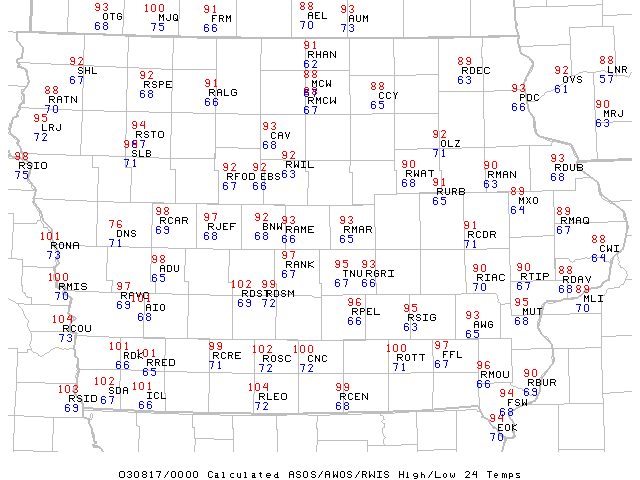 93 OTG 68
100 MJQ 75
91 FRM 66
88 AEL 70
93 AUM 73
91 RHAN 62
92 SHL 67
92 RSPE 68
91 RALG 66
88 MCW
RMCW 67
88 CCY 65
89 RDEC 63
92 OVS 61
88 LNR 57
88 RATN 70
93 PDC 66
90 MRJ 63
95 LRJ 72
94 RSTO 67
93 CAV 68
92 OLZ 71
SLB 71
98 RSIO 75
92 RFOD 67
92 EBS 66
92 RWIL 63
90 RWAT 68
90 RMAN 63
93 RDUB 68
91 RURB 65
89 MXO 64
76 DNS 71
98 RCAR 69
97 RJEF 68
92 BNW 68
93 RAME 66
93 RMAR 65
91 RCDR 71
89 RMAQ 67
101 RONA 73
88 CWI 64
98 ADU 65
97 RANK 67
95 TNU 67
93 RGRI 66
90 RIAC 70
90 RTIP 67
88 RDAV 68
100 RMIS 70
97 RAVO 69
AIO 68
102 RDST 69
99 RDSM 72
89 MLI 70
96 RPEL 66
95 RSIG 63
93 AWG 65
95 MUT 68
104 RCOU 73
101 RDK 66
101 RRED 65
99 RCRE 71
102 ROSC 72
100 CNC 72
100 ROTT 71
97 FFL 67
96 RMOU 66
90 RBUR 69
103 RSID 69
102 SDA 67
101 ICL 66
104 RLEO 72
99 RCEN 68
94 FSW 68
94 EOK 70
030817/0000 Calculated ASOS/AWOS/RWIS High/Low 24 Temps